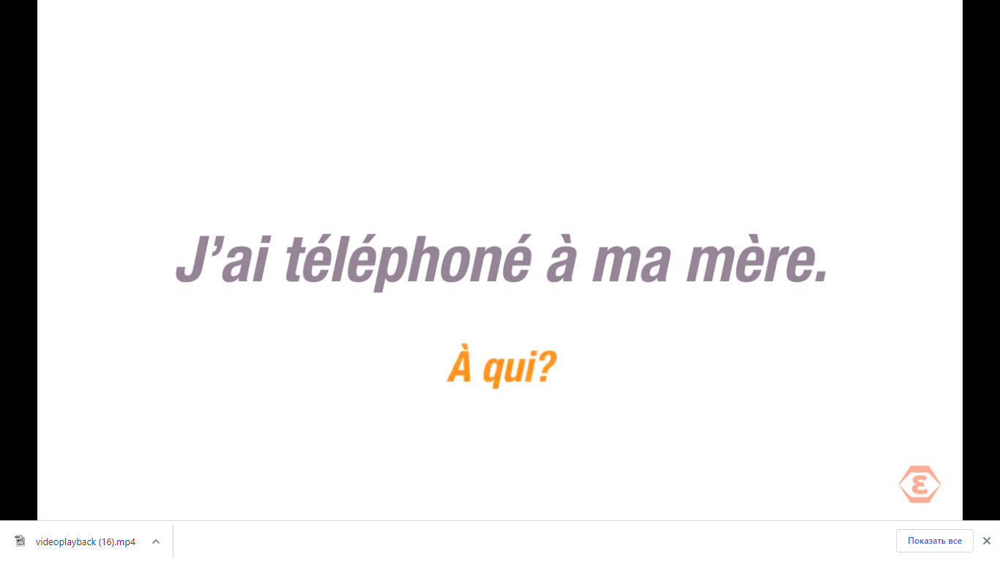 J’ai téléphoné à ma mère.
À qui?
ε
videoplayback (16).mp4
Показать все